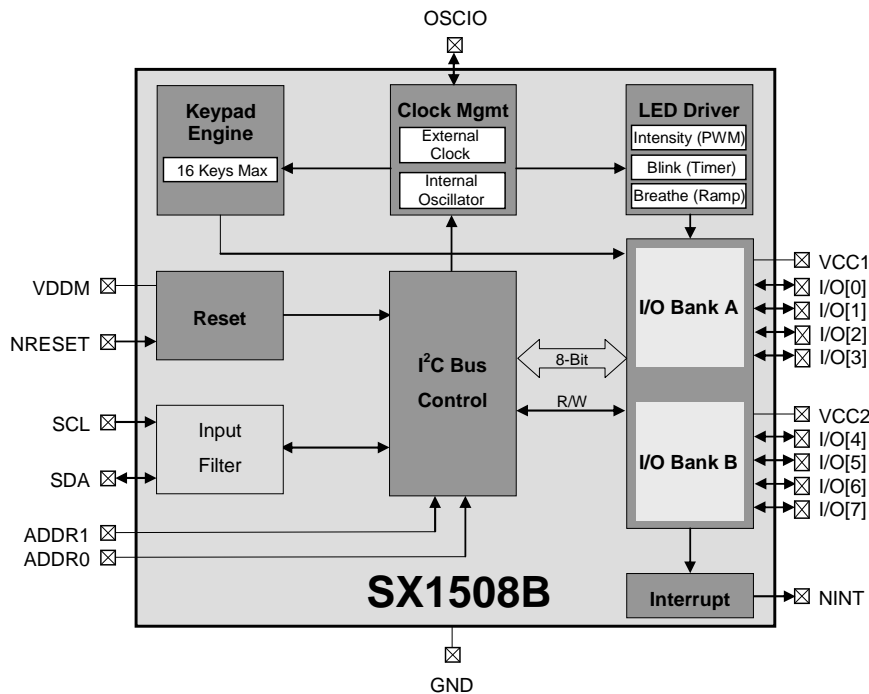 OSCIO
Keypad
Engine
16 Keys Max
Clock Mgmt
External
Clock
Internal
Oscillator
LED Driver
Intensity (PWM)
Blink (Timer)
Breathe (Ramp)
VDDM
NRESET
Reset
SCL
SDA
Input
Filter
ADDR1
ADDR0
I²C Bus
Control
8-Bit
R/W
I/O Bank A
I/O Bank B
VCC1
I/O[0]
I/O[1]
I/O[2]
I/O[3]
VCC2
I/O[4]
I/O[5]
I/O[6]
I/O[7]
SX1508B
Interrupt
NINT
GND